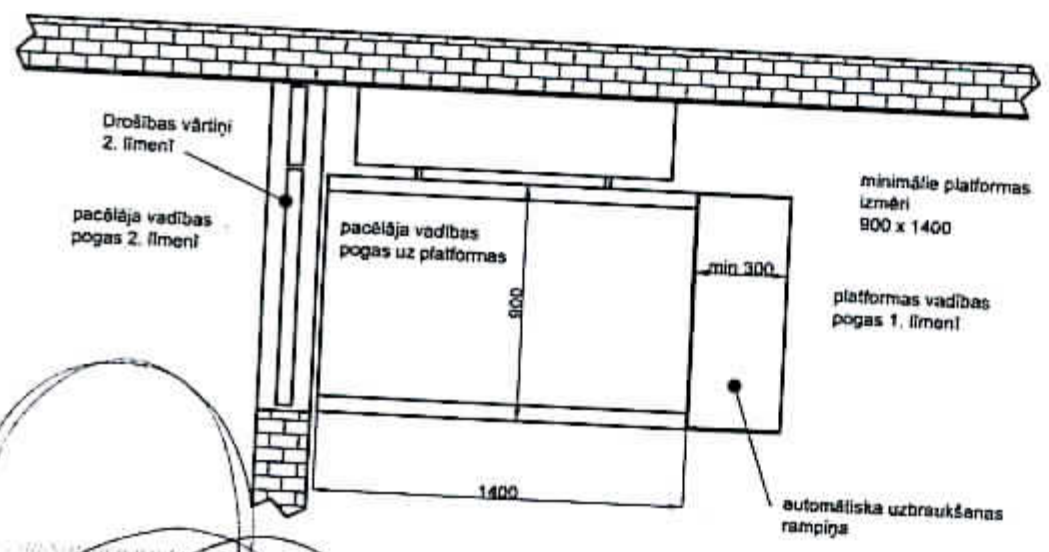 Drošības vārtiņi
2. līmenī
pacēlāja vadības
pogas 2. līmenī
pacēlāja vadības
pogas uz platformas
900
1400
min 300
minimālie platformas
izmēri
900 x 1400
platformas vadības
pogas 1. līmenī
automātiska uzbraukšanas
rampiņa